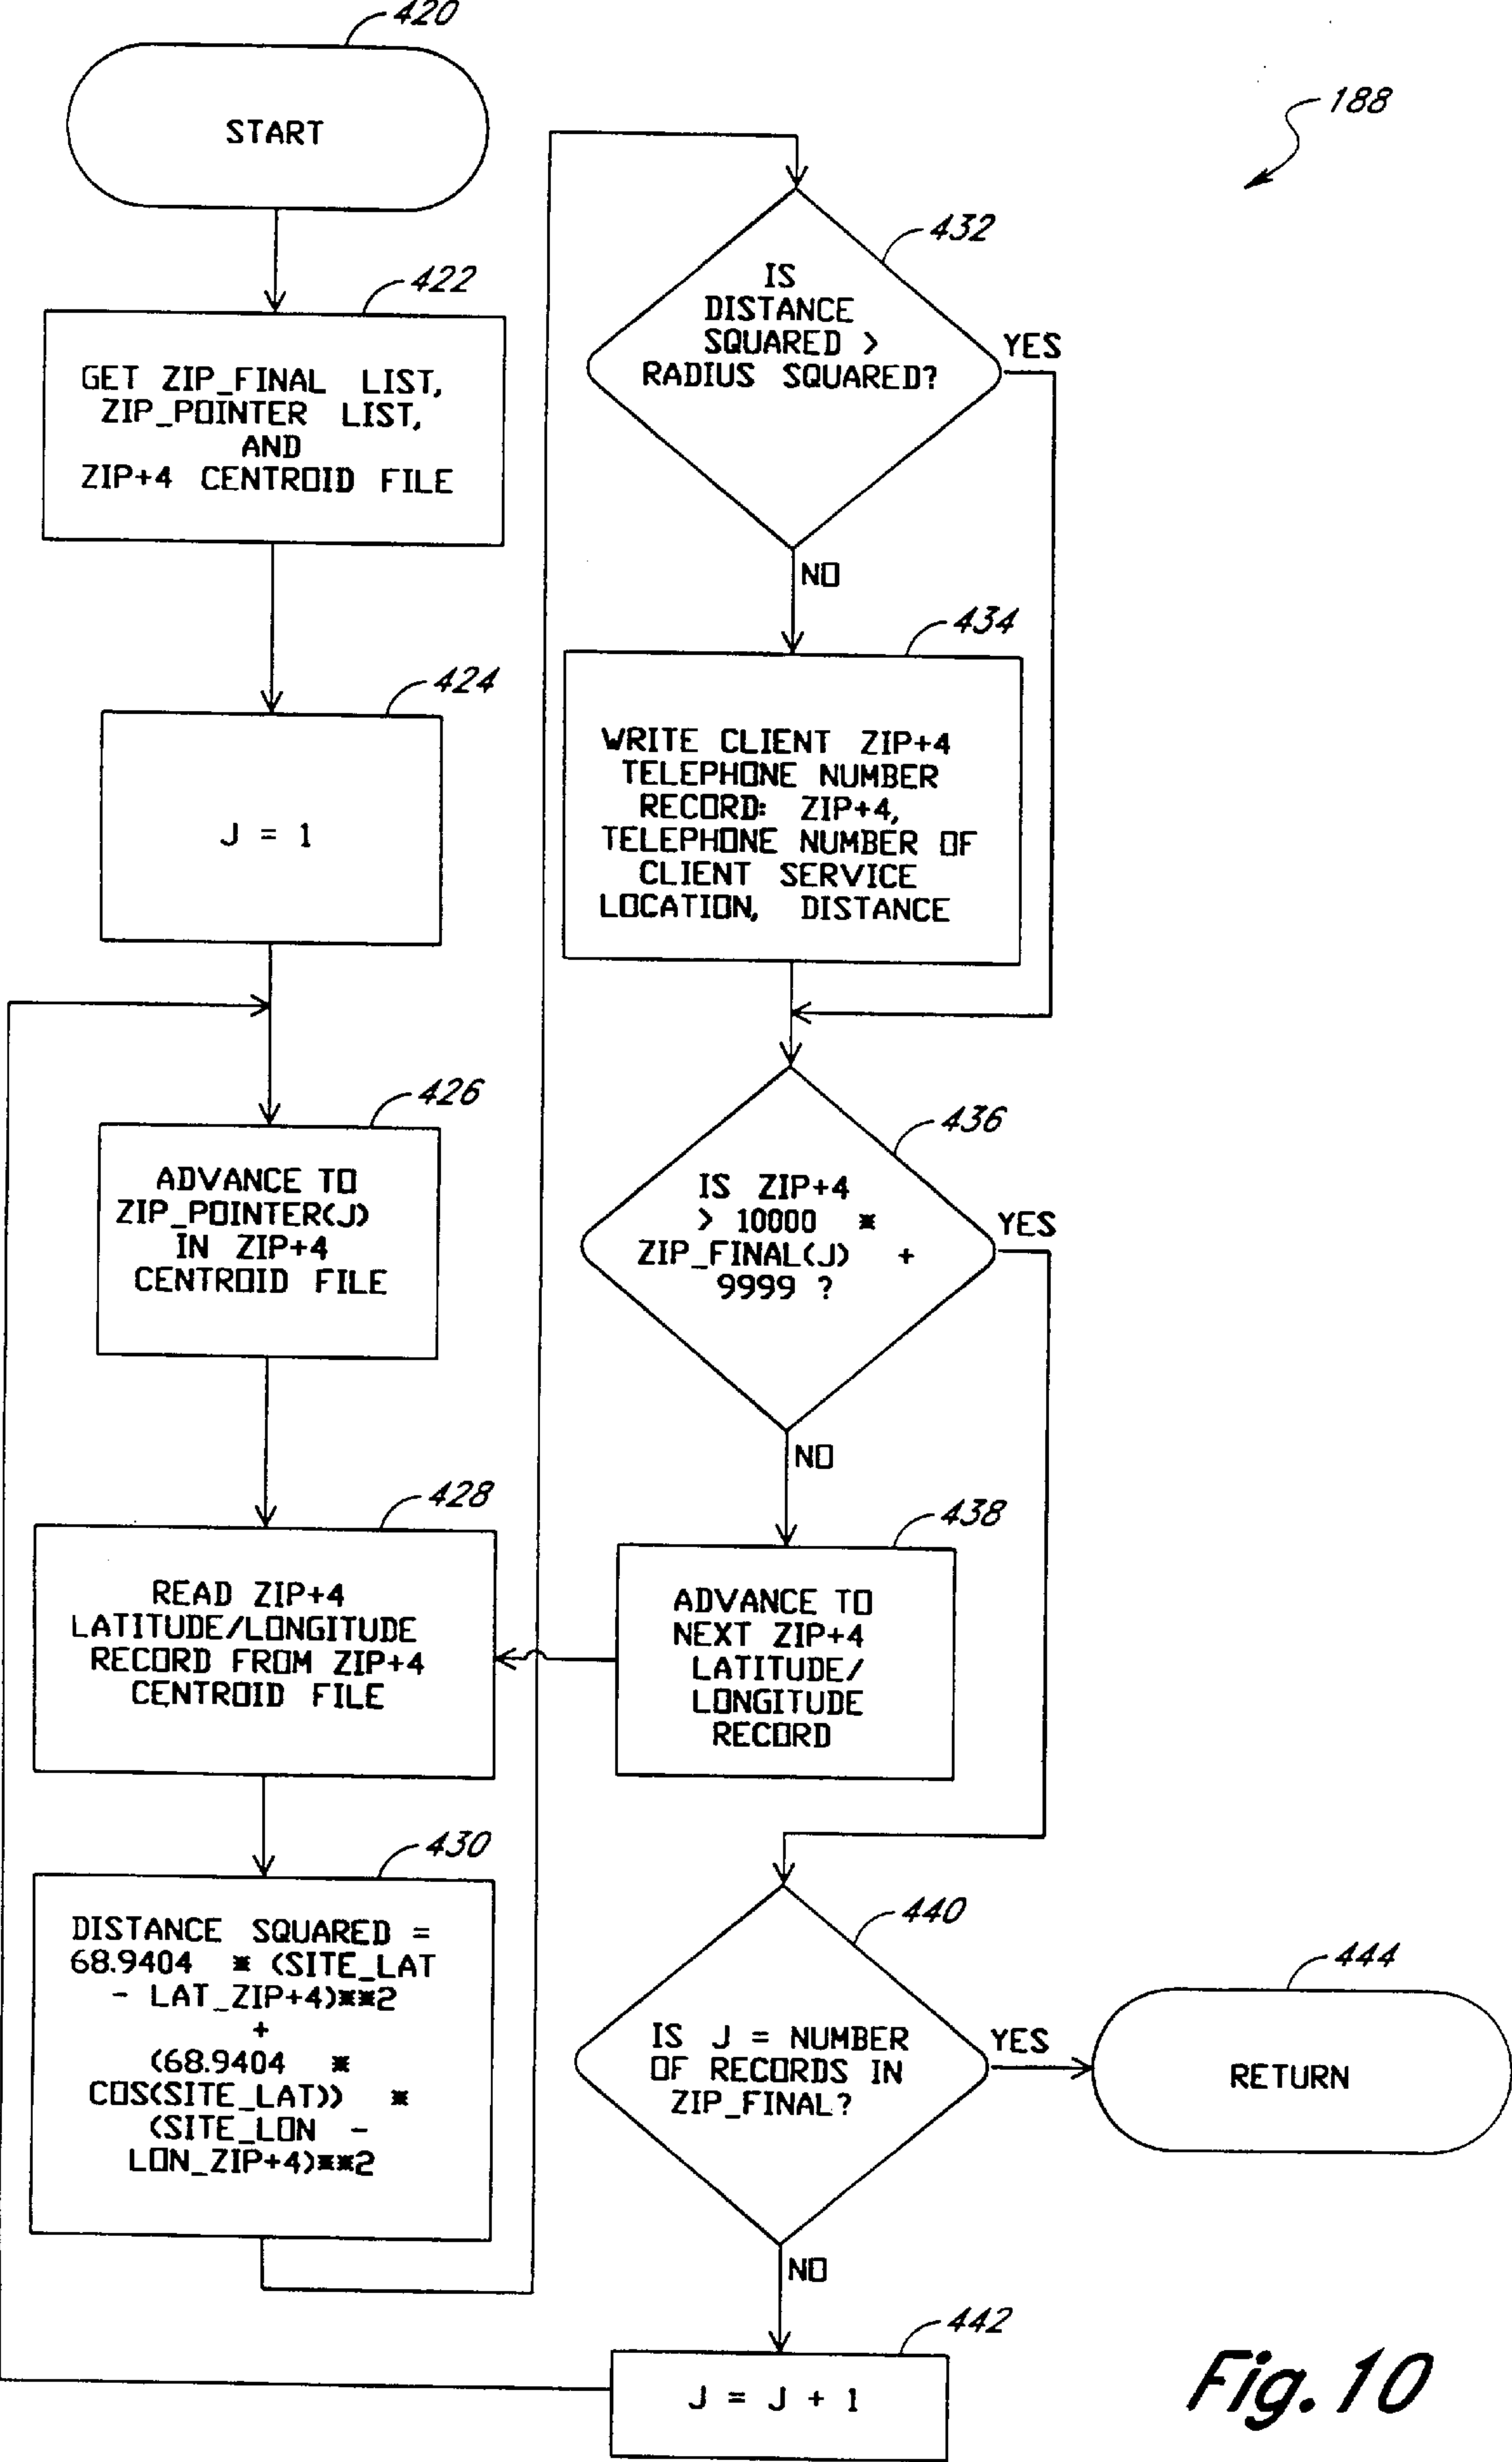 420
START
188
422
GET ZIP_FINAL LIST,
ZIP_POINTER LIST,
AND
ZIP+4 CENTROID FILE
424
J = 1
426
ADVANCE TO
ZIP_POINTER(J)
IN ZIP+4
CENTROID FILE
428
READ ZIP+4
LATITUDE/LONGITUDE
RECORD FROM ZIP+4
CENTROID FILE
430
DISTANCE SQUARED =
68.9404 * (SITE_LAT
- LAT_ZIP+4)**2
+
(68.9404 *
COS(SITE_LAT)) *
(SITE_LON -
LON_ZIP+4)**2
432
IS
DISTANCE
SQUARED >
RADIUS SQUARED?
YES
NO
434
WRITE CLIENT ZIP+4
TELEPHONE NUMBER
RECORD: ZIP+4,
TELEPHONE NUMBER OF
CLIENT SERVICE
LOCATION, DISTANCE
436
IS ZIP+4
> 10000 *
ZIP_FINAL(J) +
9999 ?
YES
NO
438
ADVANCE TO
NEXT ZIP+4
LATITUDE/
LONGITUDE
RECORD
440
IS J = NUMBER
OF RECORDS IN
ZIP_FINAL?
YES
NO
444
RETURN
442
J = J + 1
Fig. 10